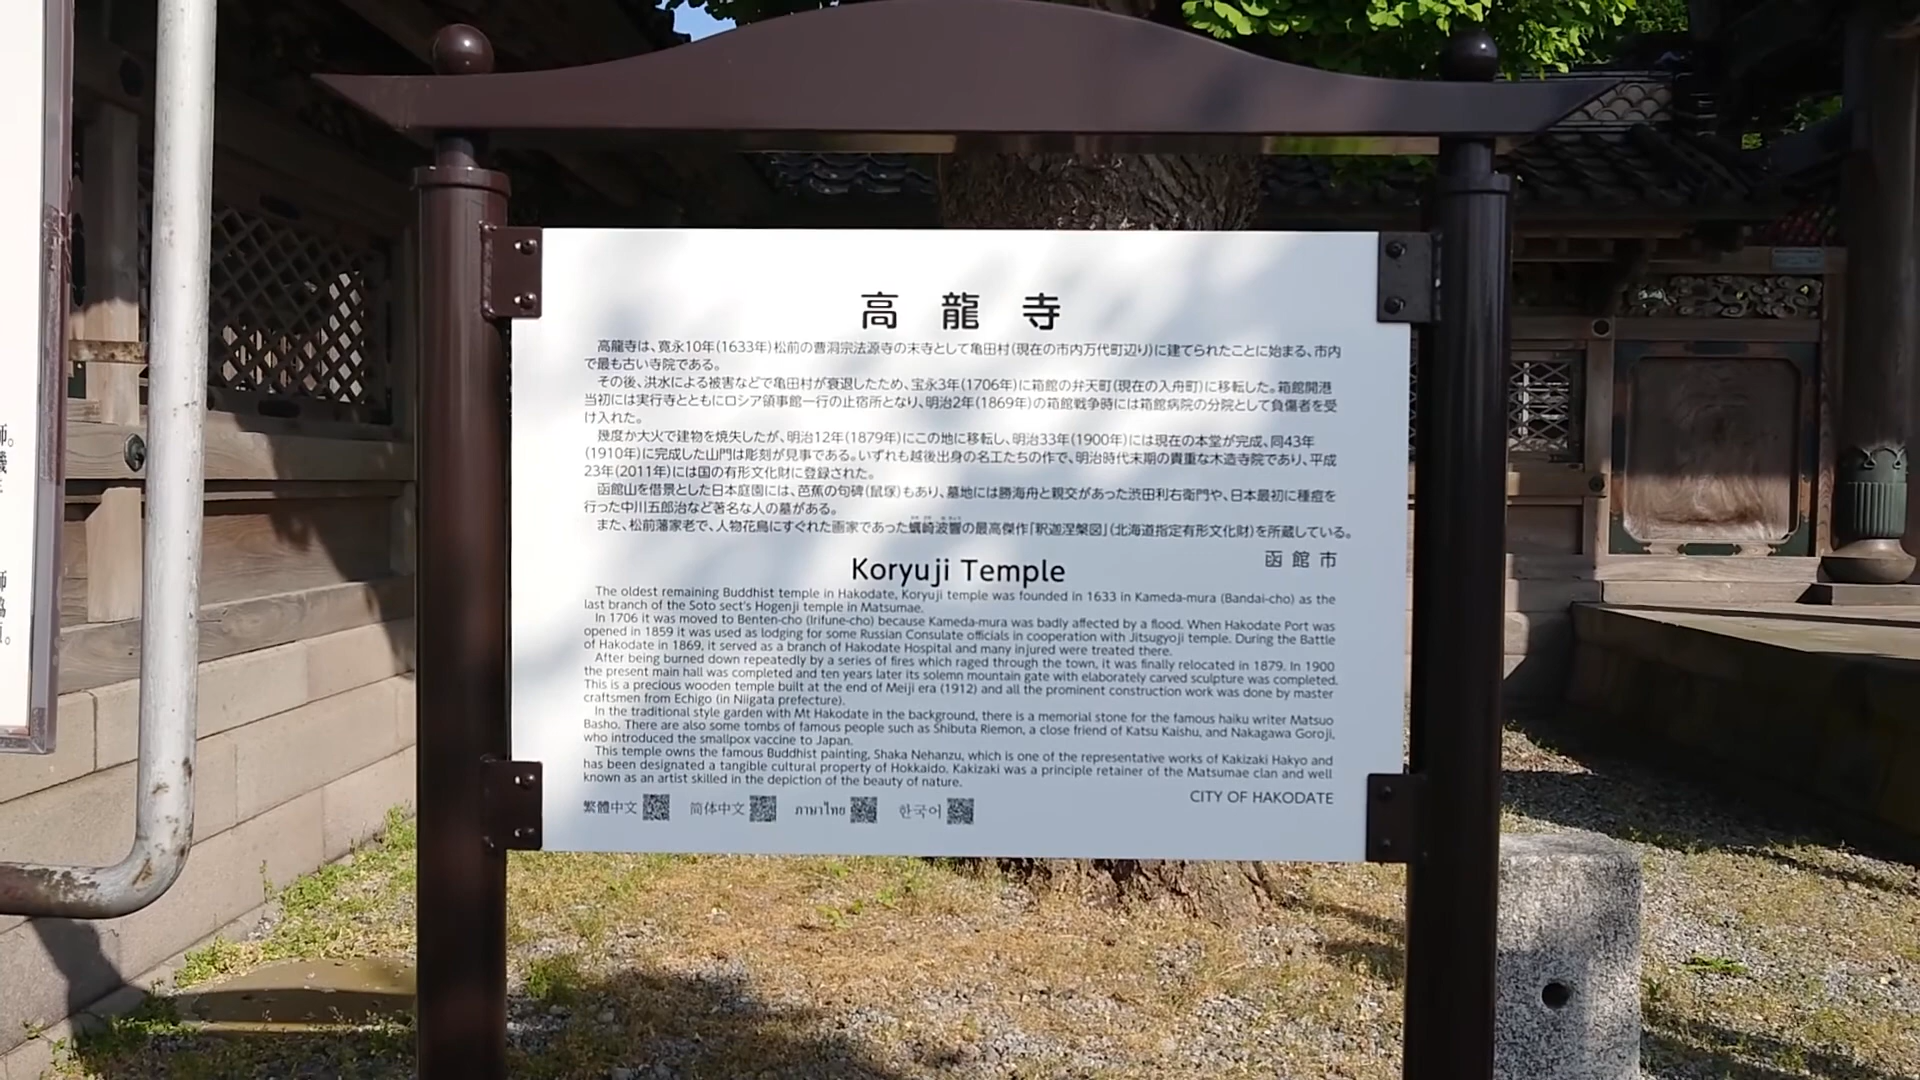 高龍寺
高龍寺は、寛永10年(1633年)松前の曹洞宗法源寺の末寺として亀田村(現在の市内万代町辺り)に建てられたことに始まる、市内
で最も古い寺院である。
その後、洪水による被害などで亀田村が衰退したため、宝永3年(1706年)に箱館の弁天町(現在の入舟町)に移転した。箱館開港
当初には実行寺とともにロシア領事館一行の止宿所となり、明治2年(1869年)の箱館戦争時には箱館病院の分院として負傷者を受
け入れた。
幾度か大火で建物を焼失したが、明治12年(1879年)にこの地に移転し、明治33年(1900年)には現在の本堂が完成、同43年
(1910年)に完成した山門は彫刻が見事である。いずれも越後出身の名工たちの作で、明治時代末期の貴重な木造寺院であり、平成
23年(2011年)には国の有形文化財に登録された。
函館山を借景とした日本庭園には、芭蕉の句碑(鼠塚)もあり、墓地には勝海舟と親交があった渋田利右衛門や、日本最初に種痘を
行った中川五郎治など著名な人の墓がある。
また、松前藩家老で、人物花鳥にすぐれた画家であった蠣崎波響の最高傑作「釈迦涅槃図」(北海道指定有形文化財)を所蔵している。
函館市
Koryuji Temple
The oldest remaining Buddhist temple in Hakodate, Koryuji temple was founded in 1633 in Kameda-mura (Bandai-cho) as the
last branch of the Soto sect's Hogenji temple in Matsumae.
In 1706 it was moved to Benten-cho (Irifune-cho) because Kameda-mura was badly affected by a flood. When Hakodate Port was
opened in 1859 it was used as lodging for some Russian Consulate officials in cooperation with Jitsugyoji temple. During the Battle
of Hakodate in 1869, it served as a branch of Hakodate Hospital and many injured were treated there.
After being burned down repeatedly by a series of fires which raged through the town, it was finally relocated in 1879. In 1900
the present main hall was completed and ten years later its solemn mountain gate with elaborately carved sculpture was completed.
This is a precious wooden temple built at the end of Meiji era (1912) and all the prominent construction work was done by master
craftsmen from Echigo (in Niigata prefecture).
In the traditional style garden with Mt Hakodate in the background, there is a memorial stone for the famous haiku writer Matsuo
Basho. There are also some tombs of famous people such as Shibuta Riemon, a close friend of Katsu Kaishu, and Nakagawa Goroji,
who introduced the smallpox vaccine to Japan.
This temple owns the famous Buddhist painting, Shaka Nehanzu, which is one of the representative works of Kakizaki Hakyo and
has been designated a tangible cultural property of Hokkaido. Kakizaki was a principle retainer of the Matsumae clan and well
known as an artist skilled in the depiction of the beauty of nature.
CITY OF HAKODATE
繁體中文 简体中文 ภาษาไทย 한국어